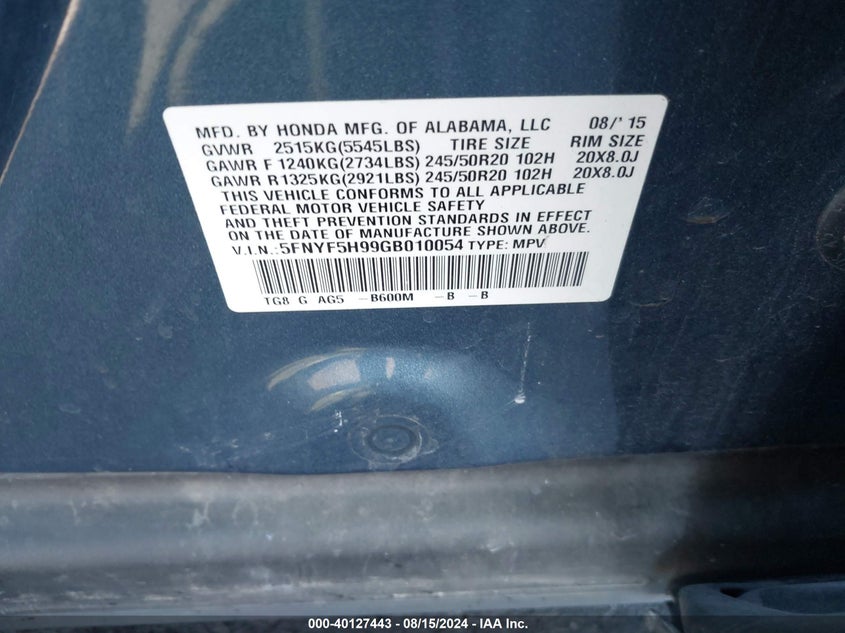 MFD. BY HONDA MFG. OF ALABAMA, LLC 08/' 15
GVWR 2515KG(5545LBS) TIRE SIZE RIM SIZE
GAWR F 1240KG(2734LBS) 245/50R20 102H 20X8.0J
GAWR R1325KG(2921LBS) 245/50R20 102H 20X8.0J
THIS VEHICLE CONFORMS TO ALL APPLICABLE
FEDERAL MOTOR VEHICLE SAFETY
AND THEFT PREVENTION STANDARDS IN EFFECT
ON THE DATE OF MANUFACTURE SHOWN ABOVE.
V.I.N.:5FNYF5H99GB010054 TYPE: MPV
TG8 G AG5 -B600M -B -B
000-40127443 - 08/15/2024 - IAA Inc.